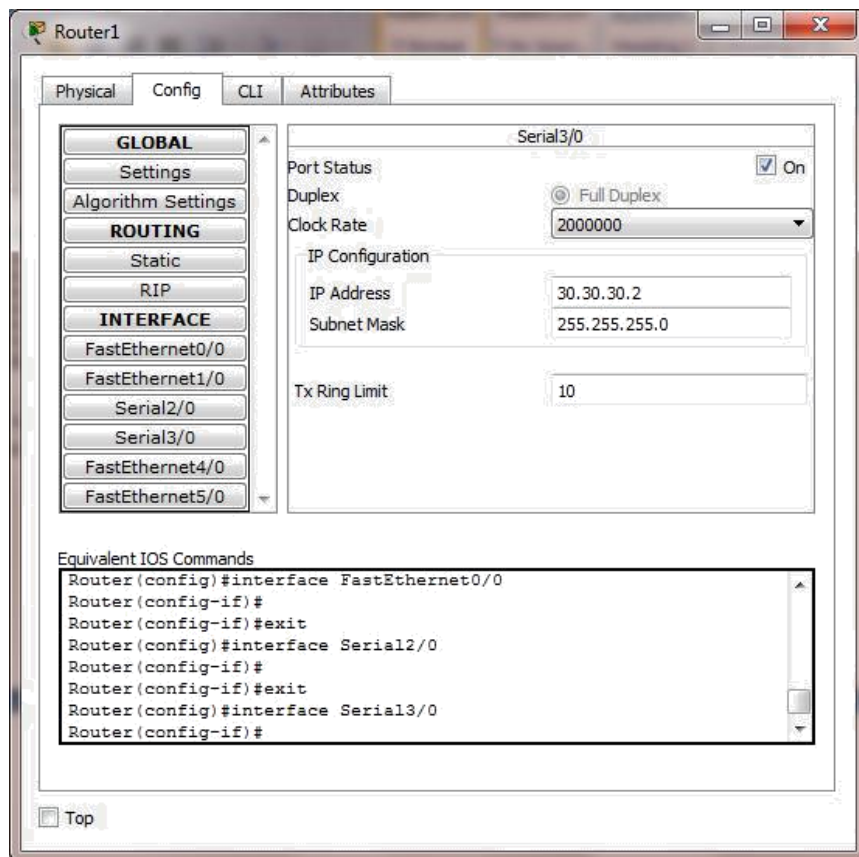 Router1
Physical Config CLI Attributes
GLOBAL
Settings
Algorithm Settings
ROUTING
Static
RIP
INTERFACE
FastEthernet0/0
FastEthernet1/0
Serial2/0
Serial3/0
FastEthernet4/0
FastEthernet5/0
Serial3/0
Port Status On
Duplex Full Duplex
Clock Rate 2000000
IP Configuration
IP Address 30.30.30.2
Subnet Mask 255.255.255.0
Tx Ring Limit 10
Equivalent IOS Commands
Router(config)#interface FastEthernet0/0
Router(config-if)#
Router(config-if)#exit
Router(config)#interface Serial2/0
Router(config-if)#
Router(config-if)#exit
Router(config)#interface Serial3/0
Router(config-if)#
Top